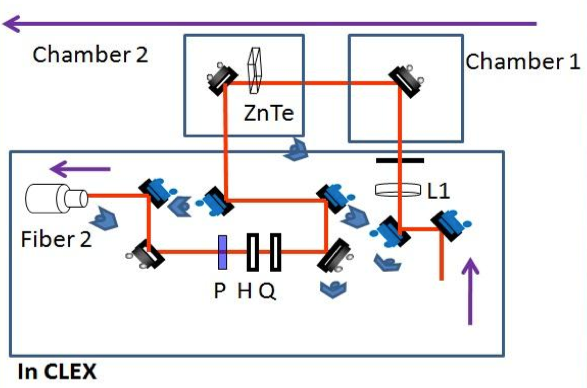 Chamber 2
Chamber 1
ZnTe
L1
Fiber 2
P H Q
In CLEX